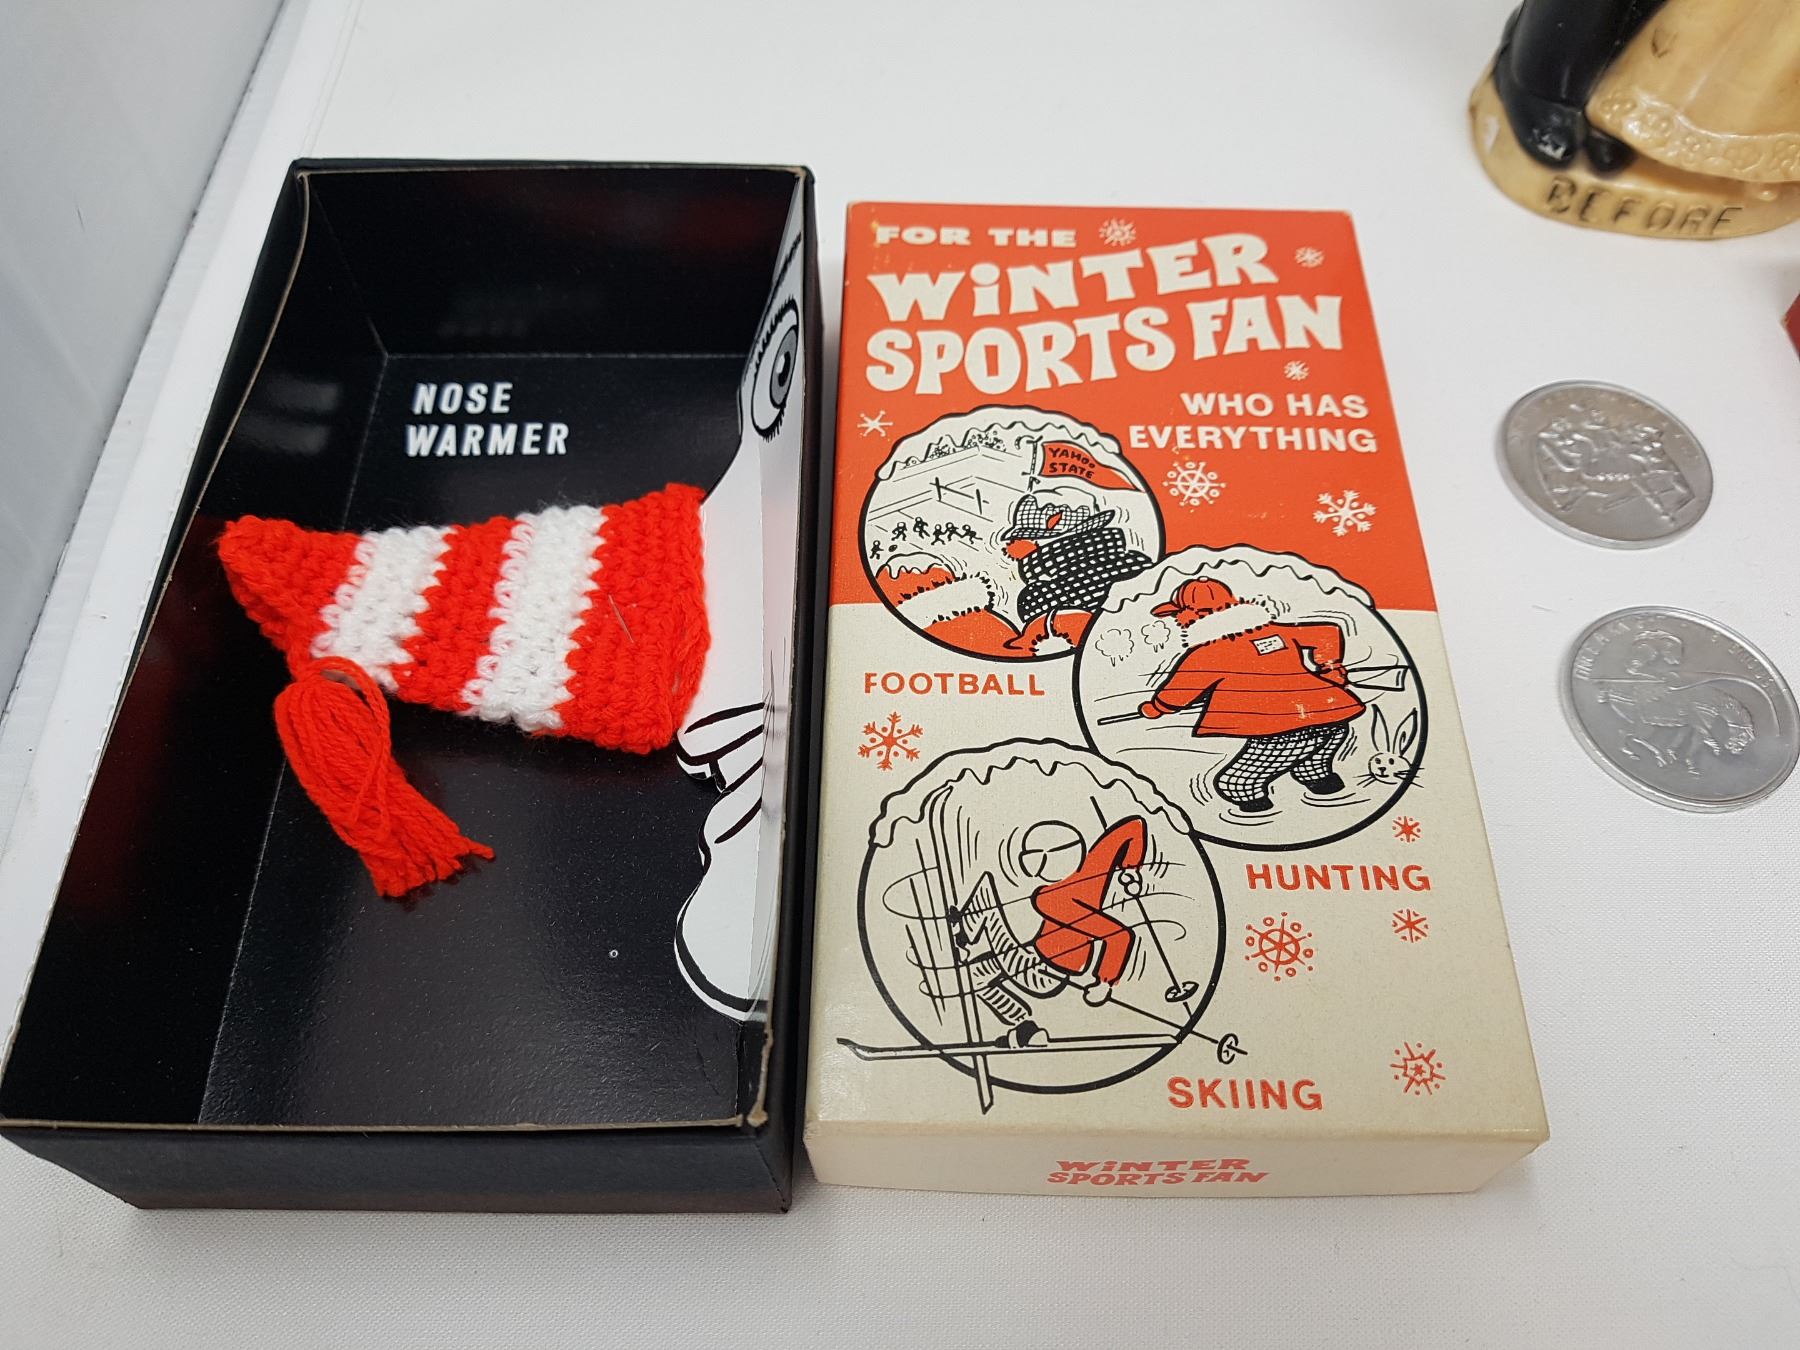 NOSE
WARMER
FOR THE
WiNTER
SPORTS FAN
WHO HAS
EVERYTHING
YAHOO
STATE
FOOTBALL
HUNTING
SKIING
WiNTER
SPORTS FAN
BEFORE